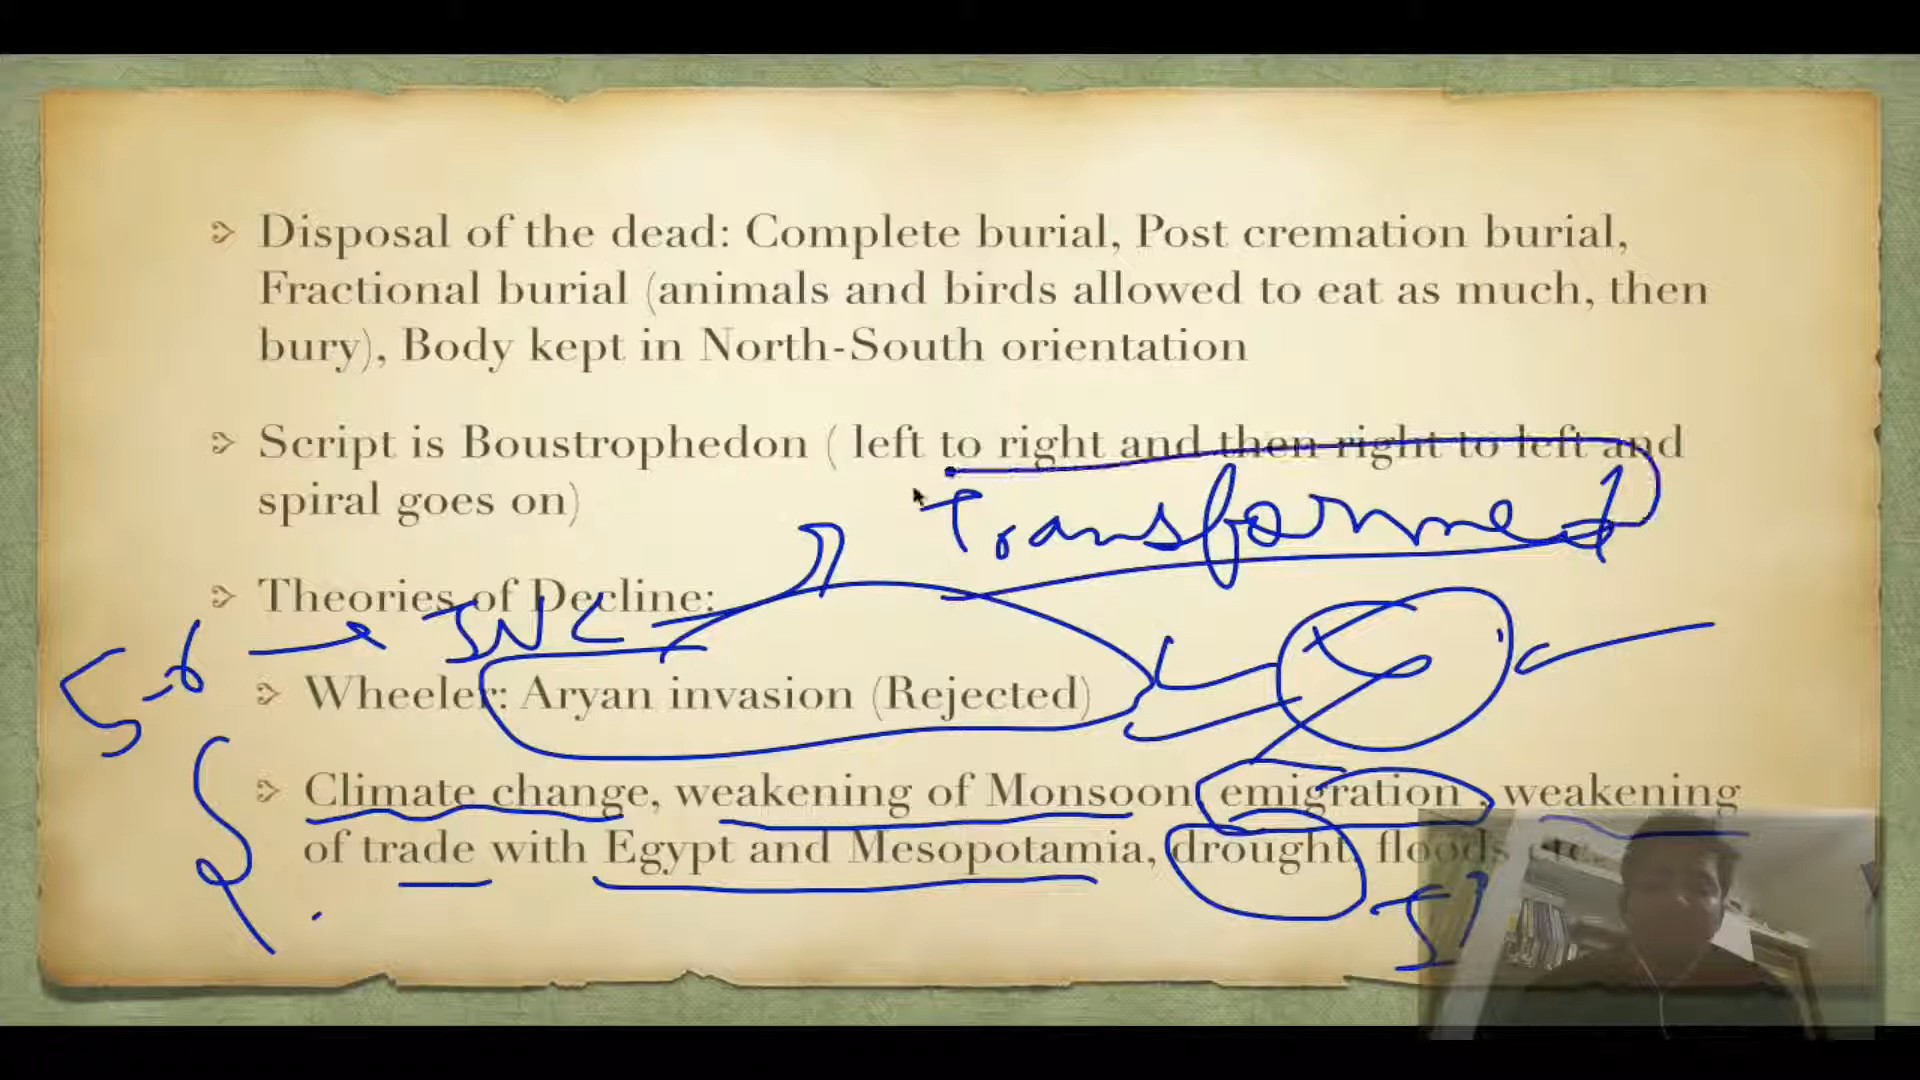 Disposal of the dead: Complete burial, Post cremation burial,
Fractional burial (animals and birds allowed to eat as much, then
bury), Body kept in North-South orientation
Script is Boustrophedon ( left to right and then right to left and
spiral goes on)
Transformed
Theories of Decline:
5-6
Wheeler: Aryan invasion (Rejected)
Climate change, weakening of Monsoon, emigration , weakening
of trade with Egypt and Mesopotamia, drought, floods etc.